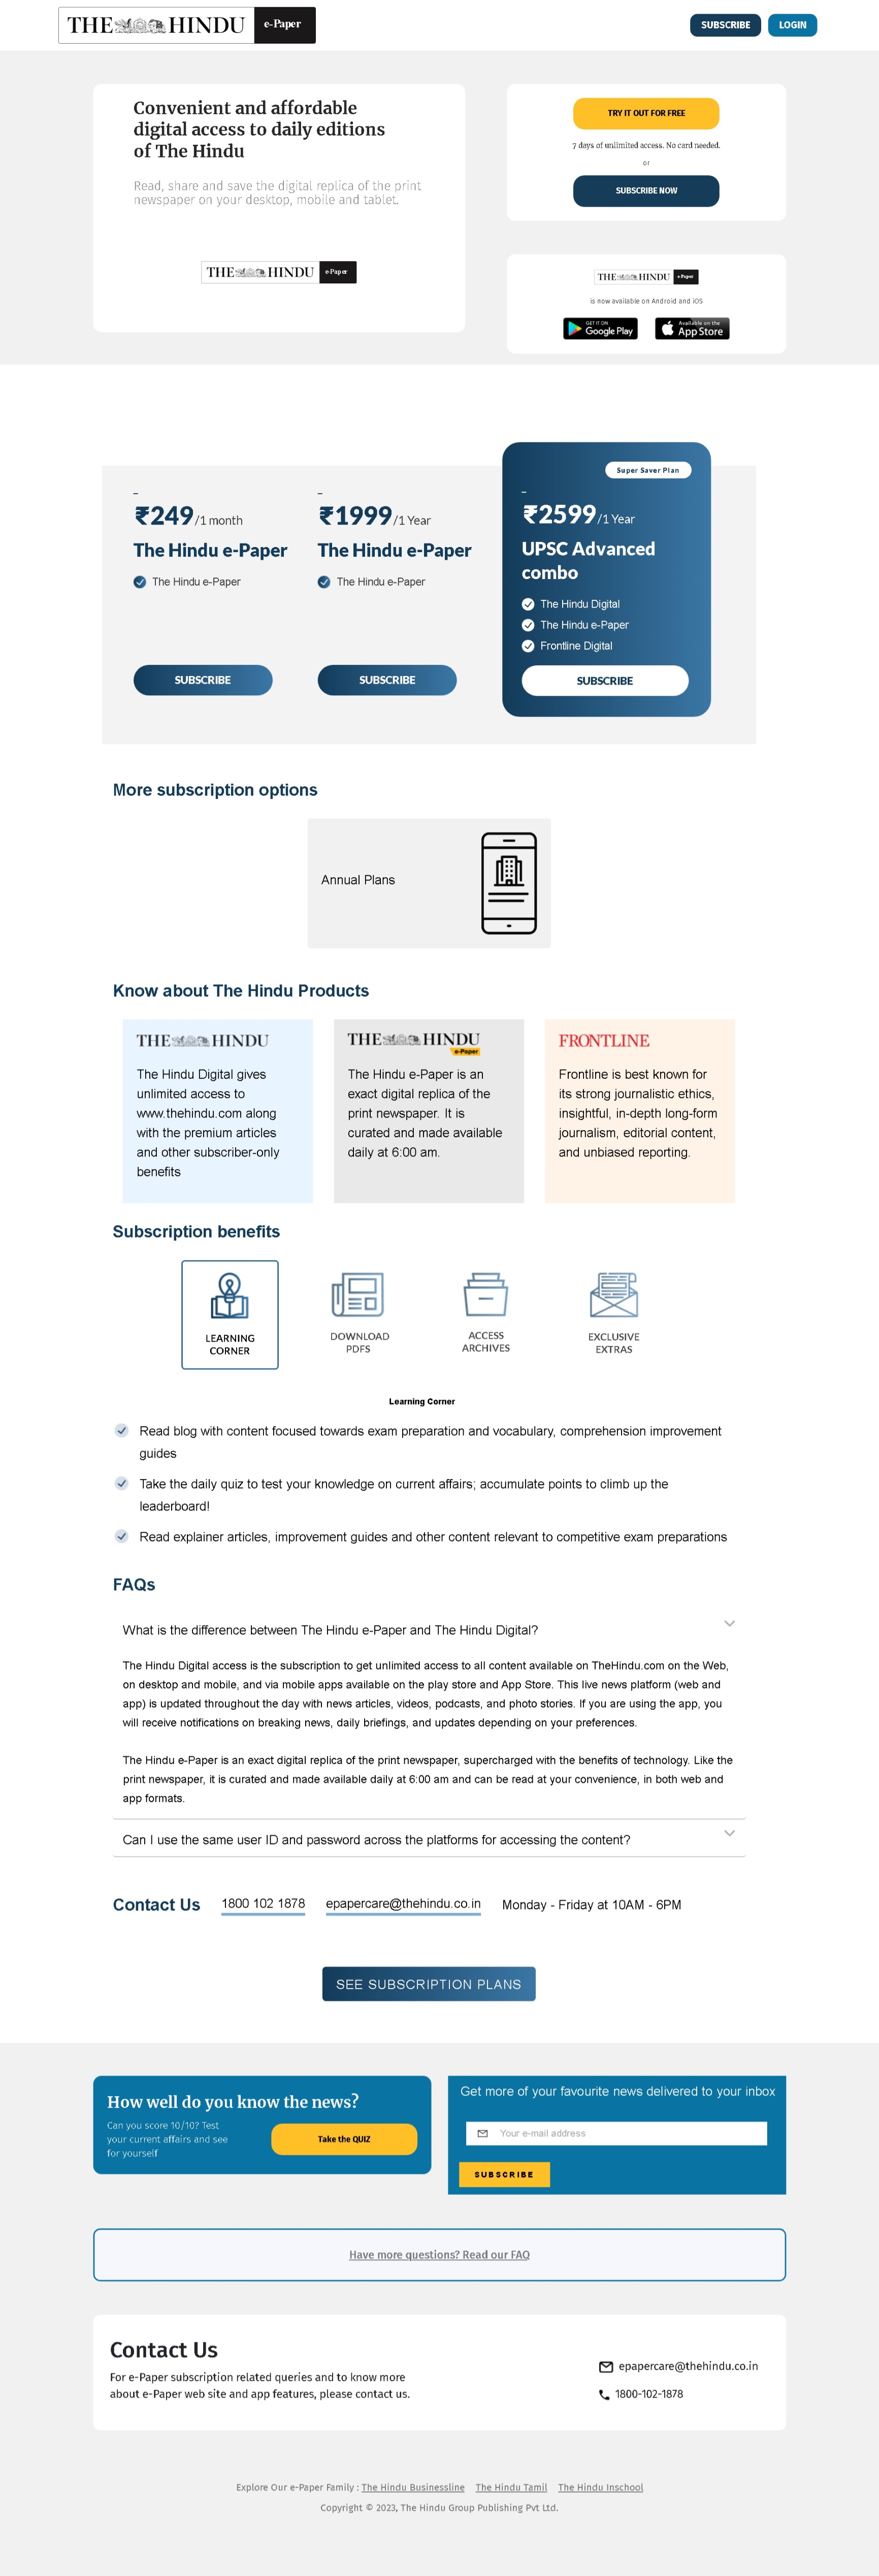 THE HINDU e-Paper
SUBSCRIBE
LOGIN
Convenient and affordable
digital access to daily editions
of The Hindu
Read, share and save the digital replica of the print
newspaper on your desktop, mobile and tablet.
THE HINDU e-Paper
TRY IT OUT FOR FREE
7 days of unlimited access. No card needed.
or
SUBSCRIBE NOW
THE HINDU e-Paper
is now available on Android and iOS
GET IT ON
Google Play
Available on the
App Store
₹249/1 month
The Hindu e-Paper
The Hindu e-Paper
SUBSCRIBE
₹1999/1 Year
The Hindu e-Paper
The Hindu e-Paper
SUBSCRIBE
Super Saver Plan
₹2599/1 Year
UPSC Advanced
combo
The Hindu Digital
The Hindu e-Paper
Frontline Digital
SUBSCRIBE
More subscription options
Annual Plans
Know about The Hindu Products
THE HINDU
The Hindu Digital gives
unlimited access to
www.thehindu.com along
with the premium articles
and other subscriber-only
benefits
THE HINDU
e-Paper
The Hindu e-Paper is an
exact digital replica of the
print newspaper. It is
curated and made available
daily at 6:00 am.
FRONTLINE
Frontline is best known for
its strong journalistic ethics,
insightful, in-depth long-form
journalism, editorial content,
and unbiased reporting.
Subscription benefits
LEARNING
CORNER
DOWNLOAD
PDFS
ACCESS
ARCHIVES
EXCLUSIVE
EXTRAS
Learning Corner
Read blog with content focused towards exam preparation and vocabulary, comprehension improvement
guides
Take the daily quiz to test your knowledge on current affairs; accumulate points to climb up the
leaderboard!
Read explainer articles, improvement guides and other content relevant to competitive exam preparations
FAQs
What is the difference between The Hindu e-Paper and The Hindu Digital?
The Hindu Digital access is the subscription to get unlimited access to all content available on TheHindu.com on the Web,
on desktop and mobile, and via mobile apps available on the play store and App Store. This live news platform (web and
app) is updated throughout the day with news articles, videos, podcasts, and photo stories. If you are using the app, you
will receive notifications on breaking news, daily briefings, and updates depending on your preferences.
The Hindu e-Paper is an exact digital replica of the print newspaper, supercharged with the benefits of technology. Like the
print newspaper, it is curated and made available daily at 6:00 am and can be read at your convenience, in both web and
app formats.
Can I use the same user ID and password across the platforms for accessing the content?
Contact Us 1800 102 1878 epapercare@thehindu.co.in Monday - Friday at 10AM - 6PM
SEE SUBSCRIPTION PLANS
How well do you know the news?
Can you score 10/10? Test
your current affairs and see
for yourself
Take the QUIZ
Get more of your favourite news delivered to your inbox
Your e-mail address
SUBSCRIBE
Have more questions? Read our FAQ
Contact Us
For e-Paper subscription related queries and to know more
about e-Paper web site and app features, please contact us.
epapercare@thehindu.co.in
1800-102-1878
Explore Our e-Paper Family : The Hindu Businessline The Hindu Tamil The Hindu Inschool
Copyright © 2023, The Hindu Group Publishing Pvt Ltd.